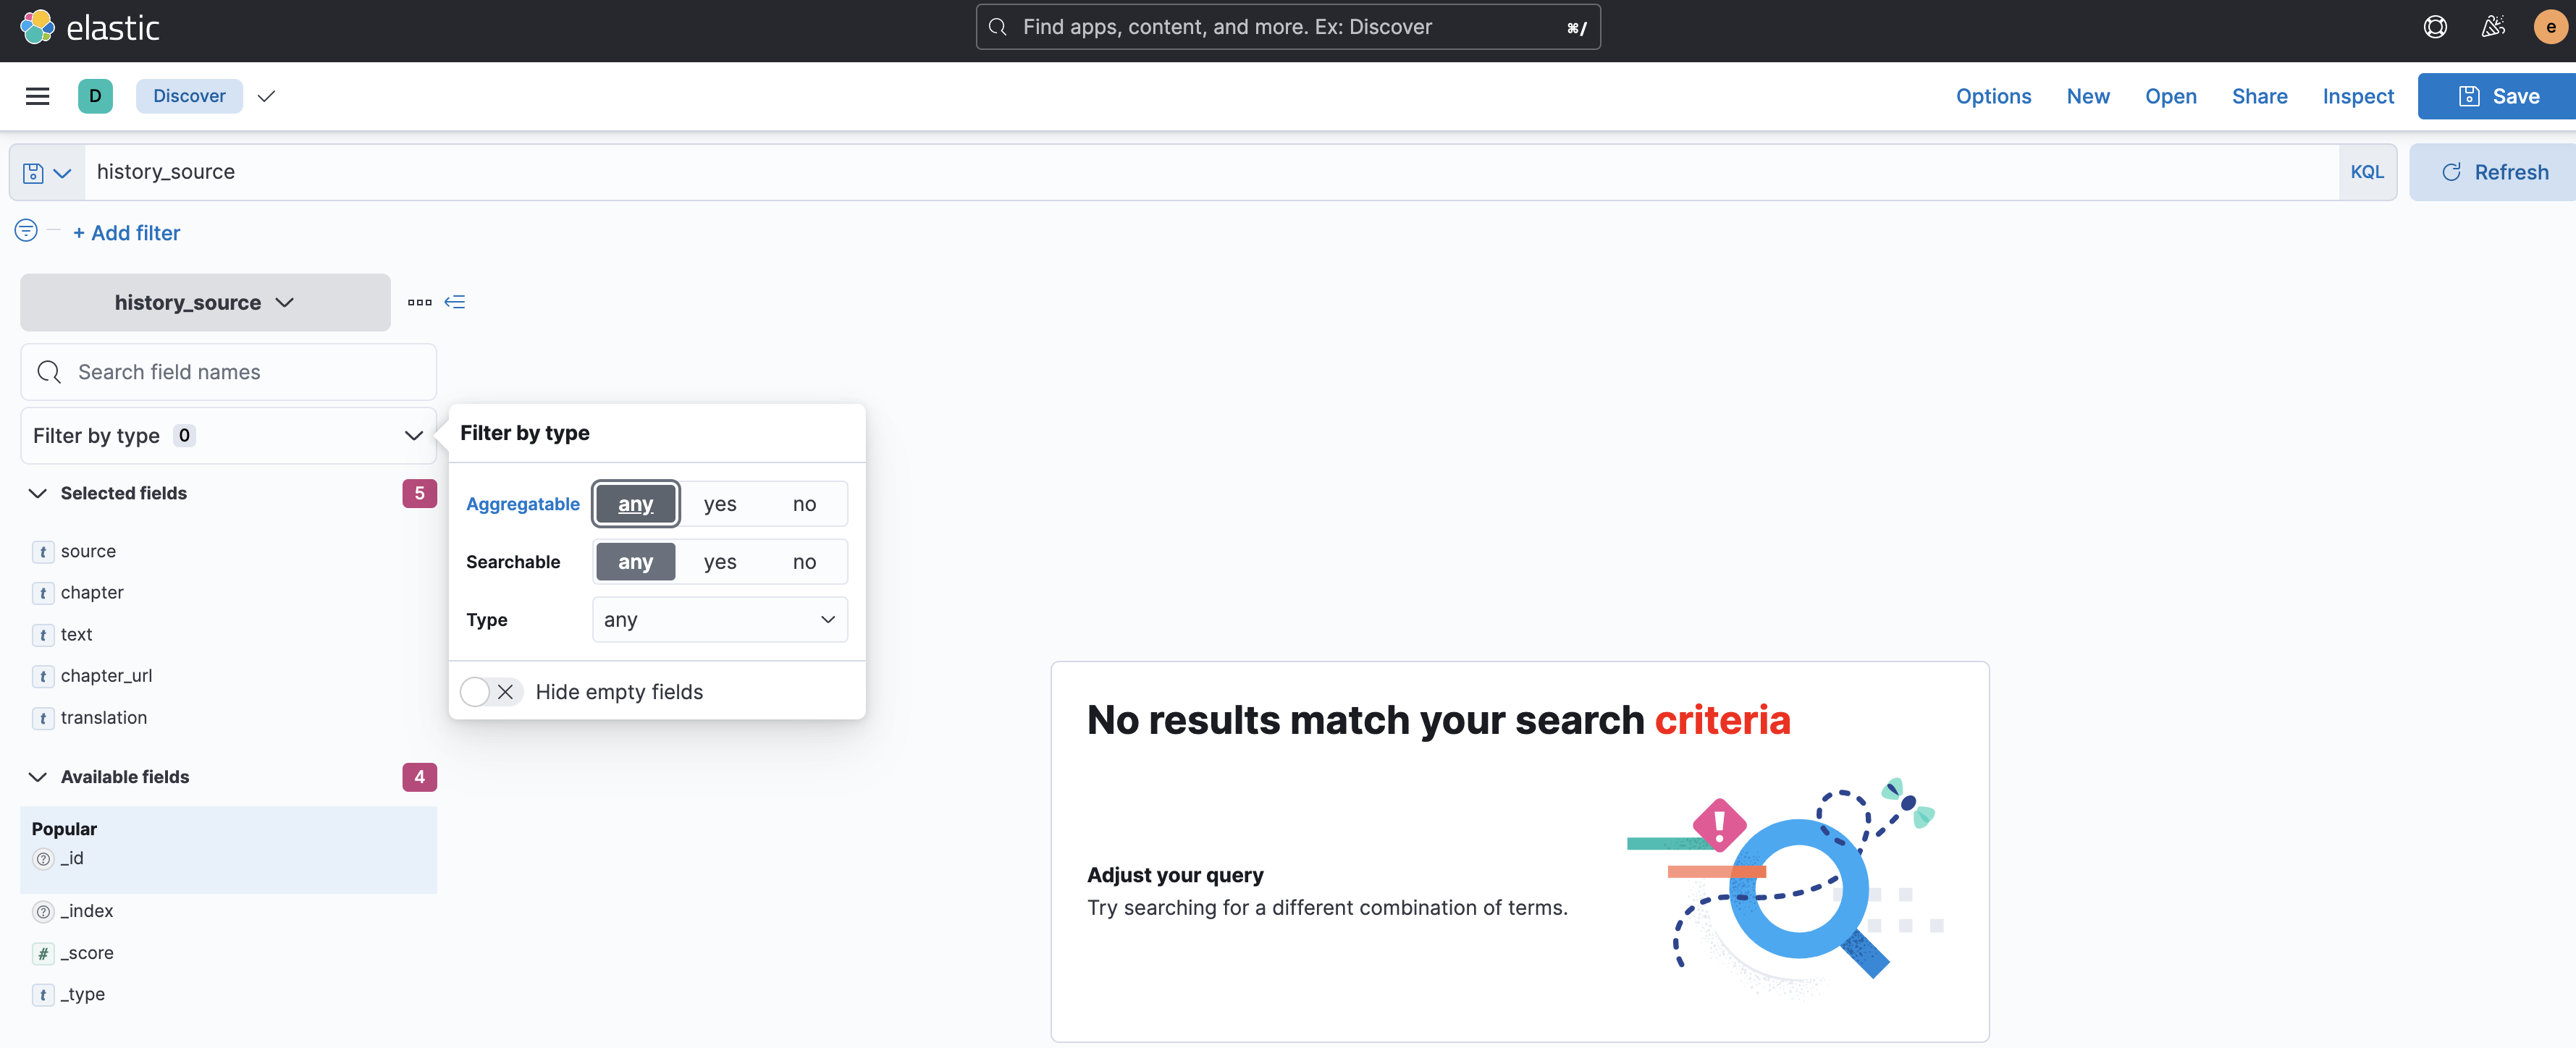 elastic
Find apps, content, and more. Ex: Discover ⌘/
e
D Discover Options New Open Share Inspect Save
history_source KQL Refresh
+ Add filter
history_source
Search field names
Filter by type 0
Selected fields 5
t source
t chapter
t text
t chapter_url
t translation
Available fields 4
Popular
? _id
? _index
# _score
t _type
Filter by type
Aggregatable any yes no
Searchable any yes no
Type any
Hide empty fields
No results match your search criteria
Adjust your query
Try searching for a different combination of terms.